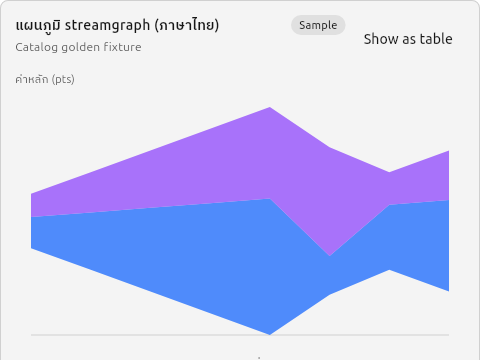 แผนภูมิ streamgraph (ภาษาไทย)
Sample
Show as table
Catalog golden fixture
ค่าหลัก (pts)